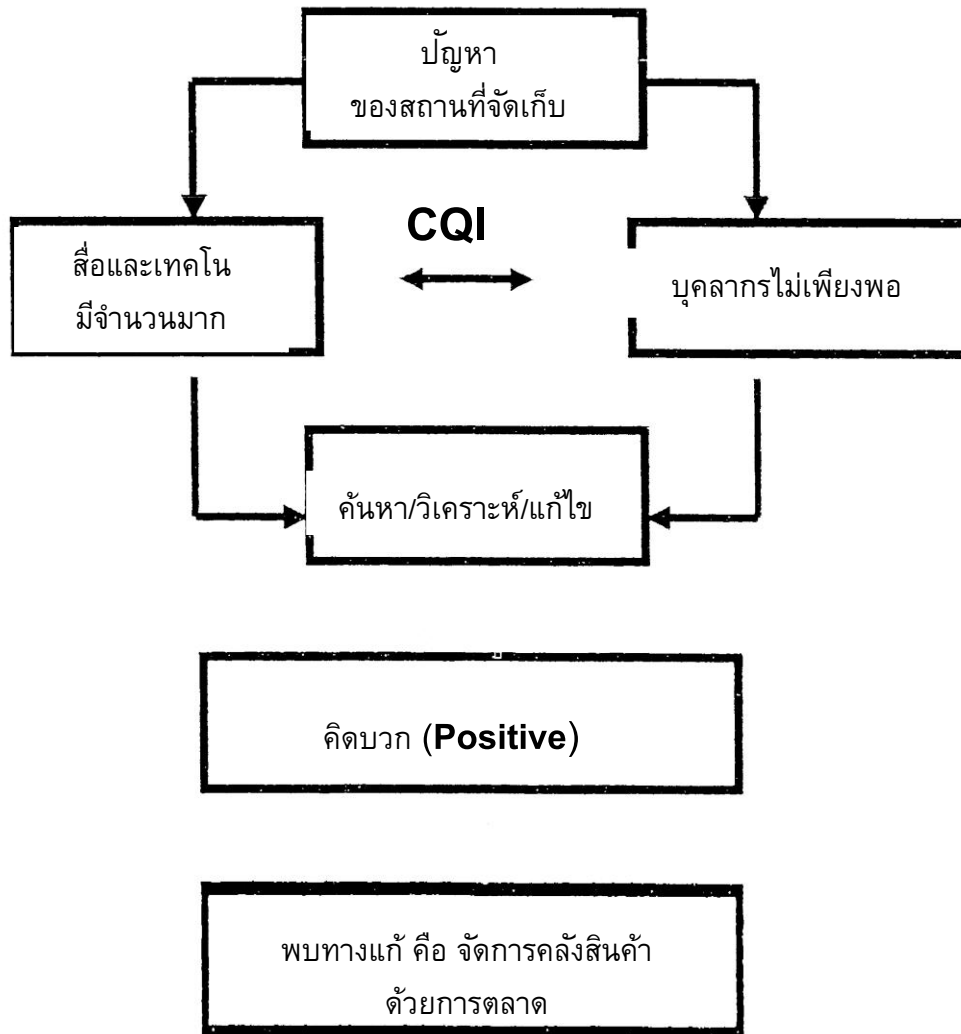 ปัญหา
ของสถานที่จัดเก็บ
CQI
สื่อและเทคโน
มีจำนวนมาก
บุคลากรไม่เพียงพอ
ค้นหา/วิเคราะห์/แก้ไข
คิดบวก (Positive)
พบทางแก้ คือ จัดการคลังสินค้า
ด้วยการตลาด